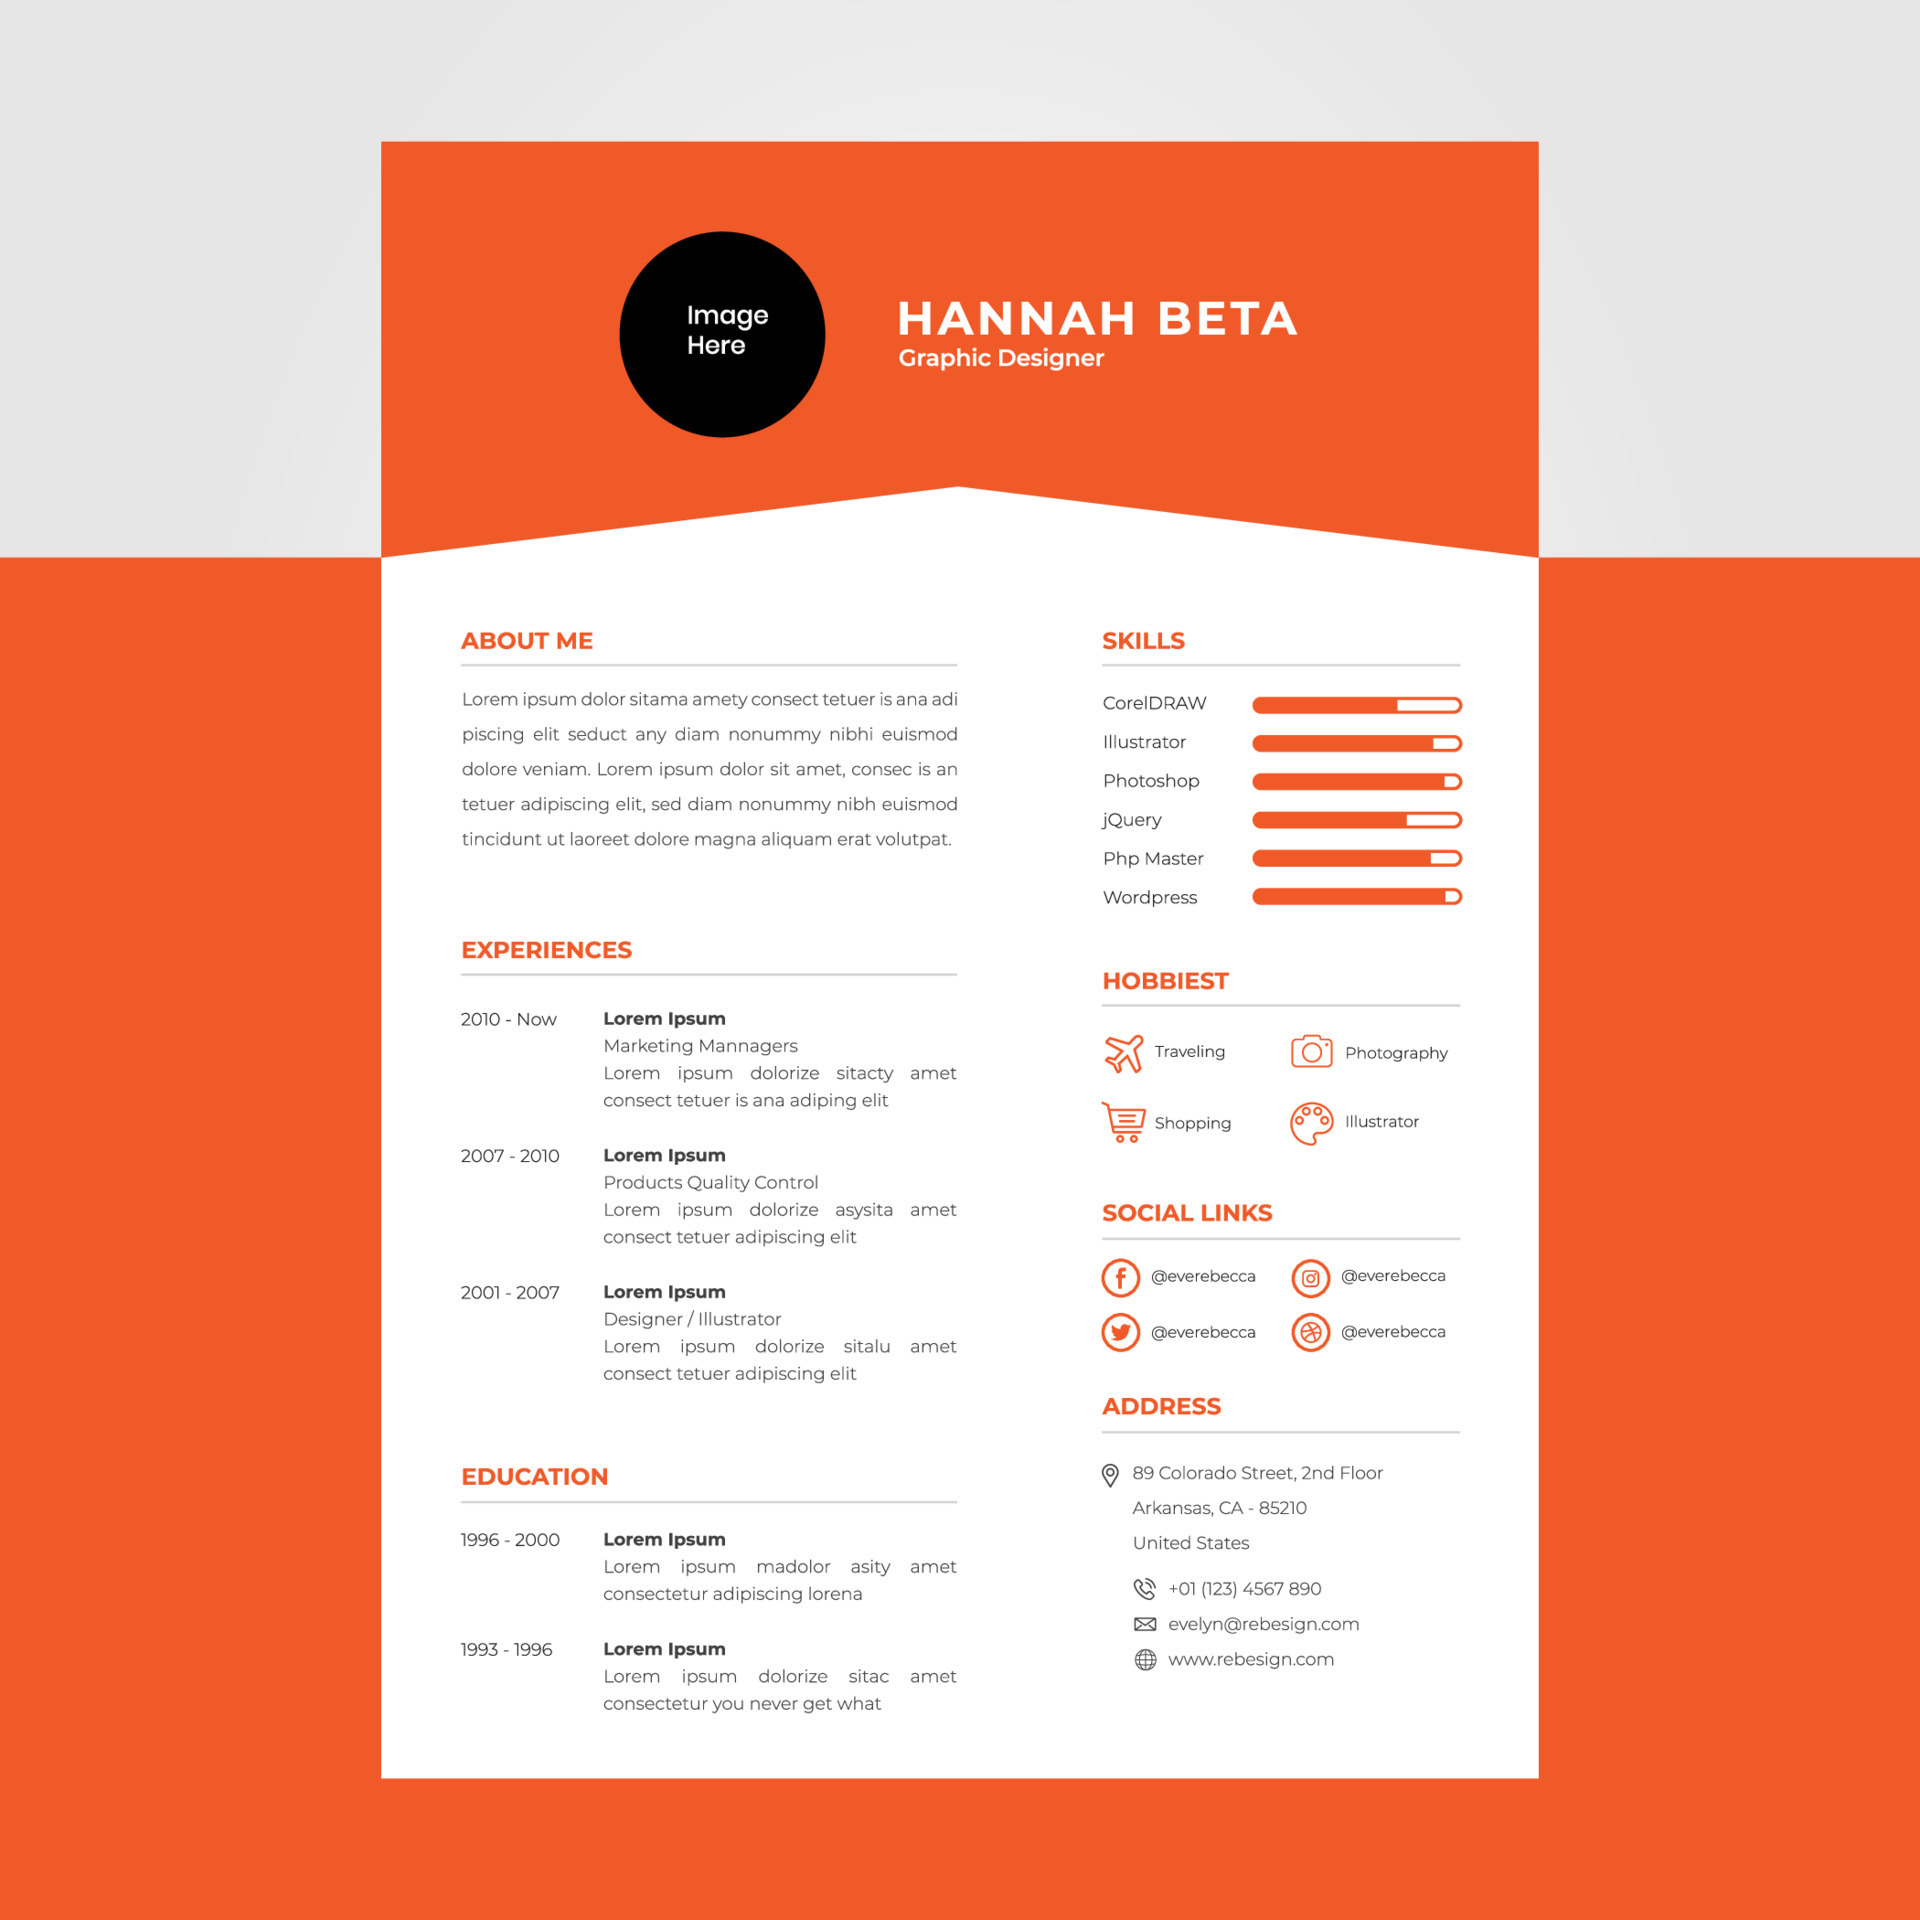 Image
Here
HANNAH BETA
Graphic Designer
ABOUT ME
Lorem ipsum dolor sitama amety consect tetuer is ana adi
piscing elit seduct any diam nonummy nibhi euismod
dolore veniam. Lorem ipsum dolor sit amet, consec is an
tetuer adipiscing elit, sed diam nonummy nibh euismod
tincidunt ut laoreet dolore magna aliquam erat volutpat.
EXPERIENCES
2010 - Now
Lorem Ipsum
Marketing Mannagers
Lorem ipsum dolorize sitacty amet
consect tetuer is ana adiping elit
2007 - 2010
Lorem Ipsum
Products Quality Control
Lorem ipsum dolorize asysita amet
consect tetuer adipiscing elit
2001 - 2007
Lorem Ipsum
Designer / Illustrator
Lorem ipsum dolorize sitalu amet
consect tetuer adipiscing elit
EDUCATION
1996 - 2000
Lorem Ipsum
Lorem ipsum madolor asity amet
consectetur adipiscing lorena
1993 - 1996
Lorem Ipsum
Lorem ipsum dolorize sitac amet
consectetur you never get what
SKILLS
CorelDRAW
Illustrator
Photoshop
jQuery
Php Master
Wordpress
HOBBIEST
Traveling
Photography
Shopping
Illustrator
SOCIAL LINKS
@everebecca
@everebecca
@everebecca
@everebecca
ADDRESS
89 Colorado Street, 2nd Floor
Arkansas, CA - 85210
United States
+01 (123) 4567 890
evelyn@rebesign.com
www.rebesign.com